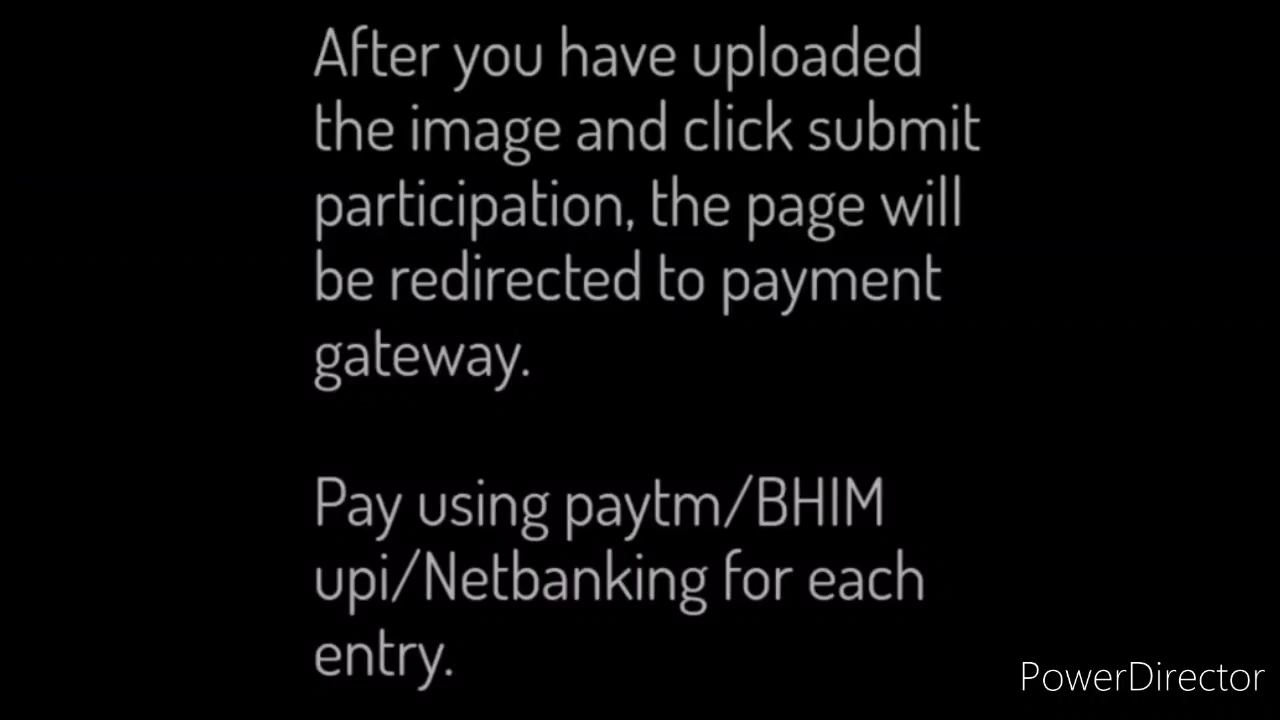 After you have uploaded
the image and click submit
participation, the page will
be redirected to payment
gateway.
Pay using paytm/BHIM
upi/Netbanking for each
entry.
PowerDirector